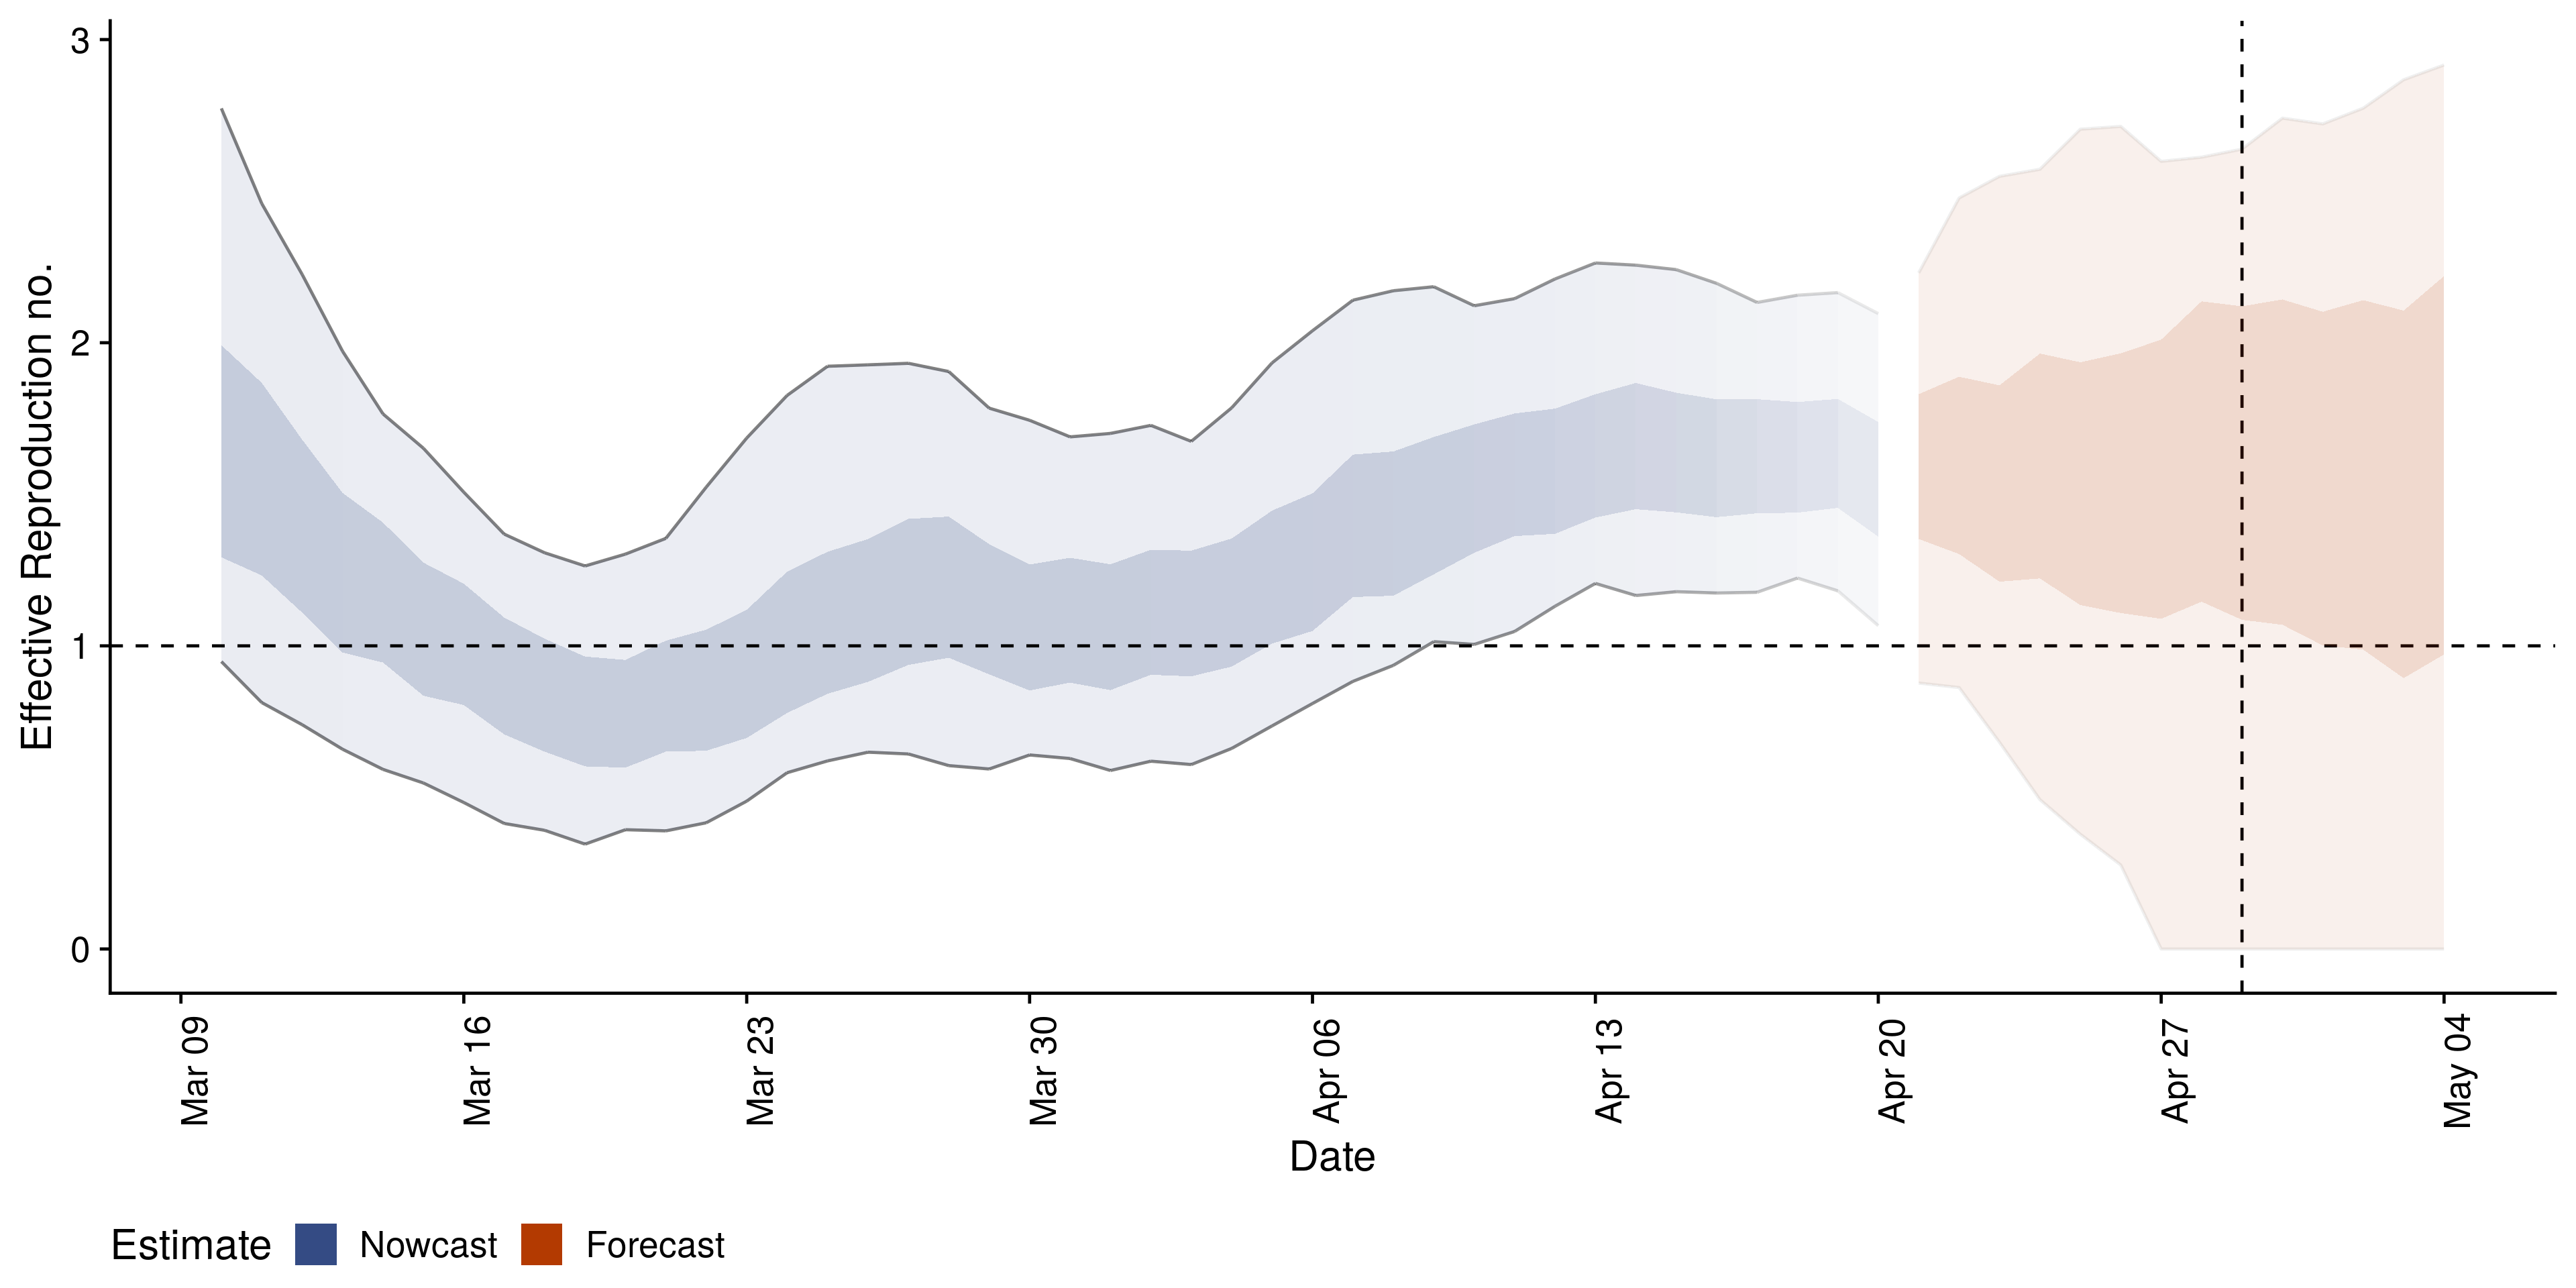 Effective Reproduction no.
3
2
1
0
Mar 09
Mar 16
Mar 23
Mar 30
Apr 06
Apr 13
Apr 20
Apr 27
May 04
Date
Estimate Nowcast Forecast